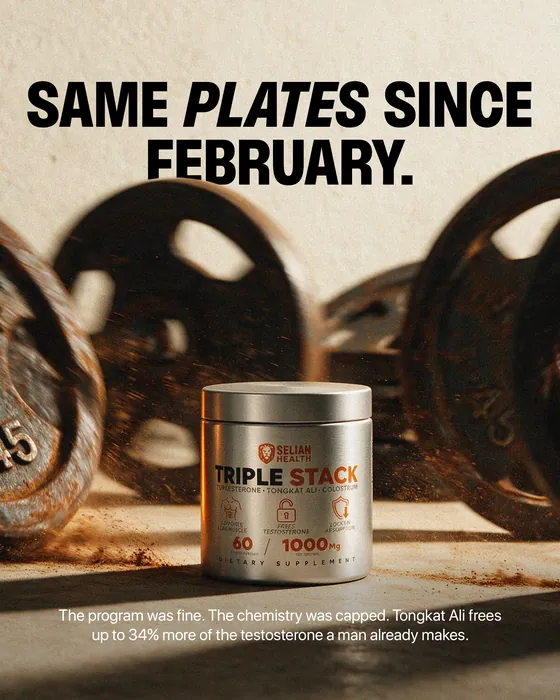 SAME PLATES SINCE
FEBRUARY.
45
45
SELIAN
HEALTH
TRIPLE STACK
TONGKAT ALI • COLOSTRUM
FREES
TESTOSTERONE
60 / 1000Mg
DIETARY SUPPLEMENT
The program was fine. The chemistry was capped. Tongkat Ali frees
up to 34% more of the testosterone a man already makes.